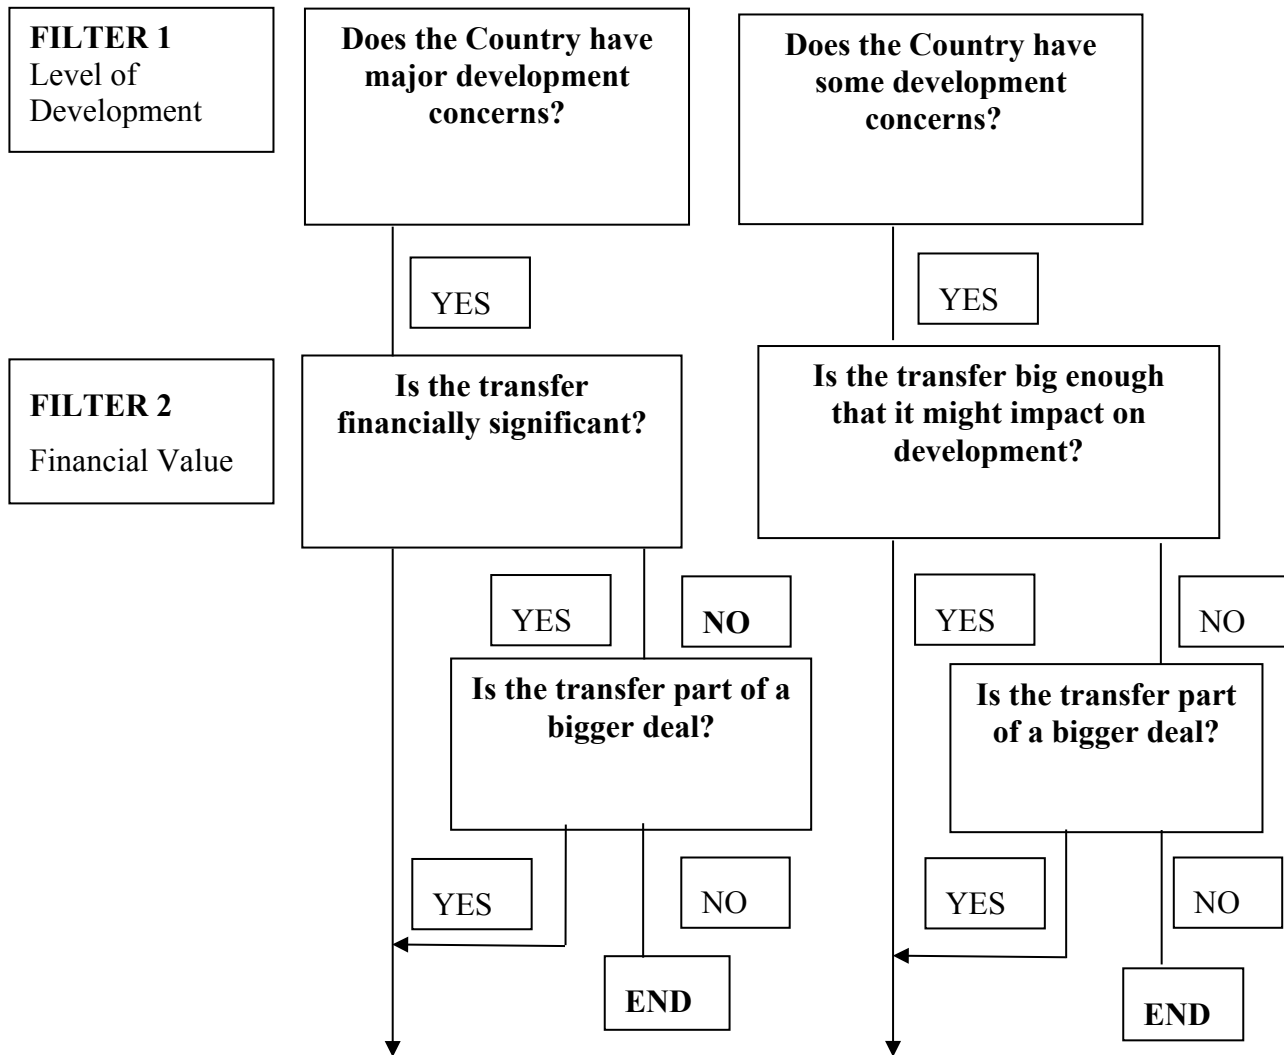 FILTER 1
Level of
Development
Does the Country have
major development
concerns?
Does the Country have
some development
concerns?
YES
YES
FILTER 2
Financial Value
Is the transfer
financially significant?
Is the transfer big enough
that it might impact on
development?
YES
NO
YES
NO
Is the transfer part of a
bigger deal?
Is the transfer part
of a bigger deal?
YES
NO
YES
NO
END
END